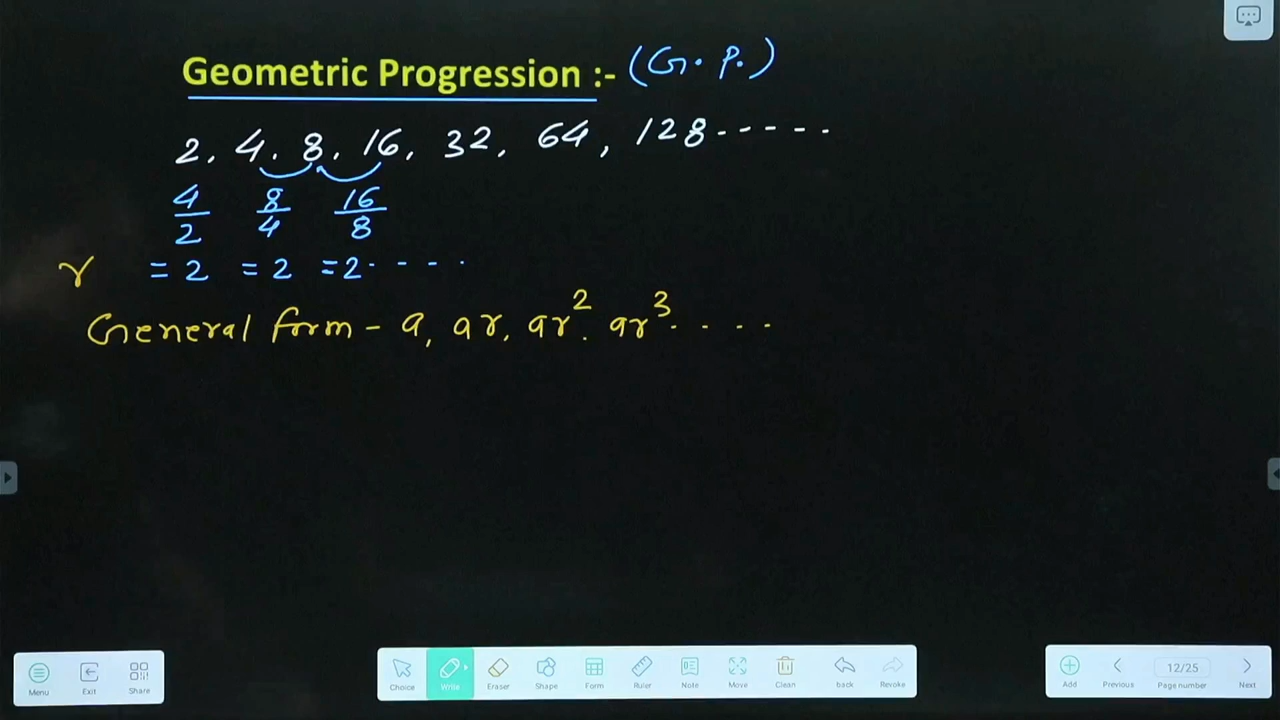 Geometric Progression :- (G. P.)
2, 4, 8, 16, 32, 64, 128-----
4/2 8/4 16/8
r = 2 = 2 = 2 - - - -
General form - a, ar, ar², ar³ - - - -
Menu Exit Share Choice Write Eraser Shape Form Ruler Note Move Clean back Revoke Add Previous 12/25 Page number Next